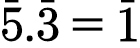 5̄.3̄ = 1̄